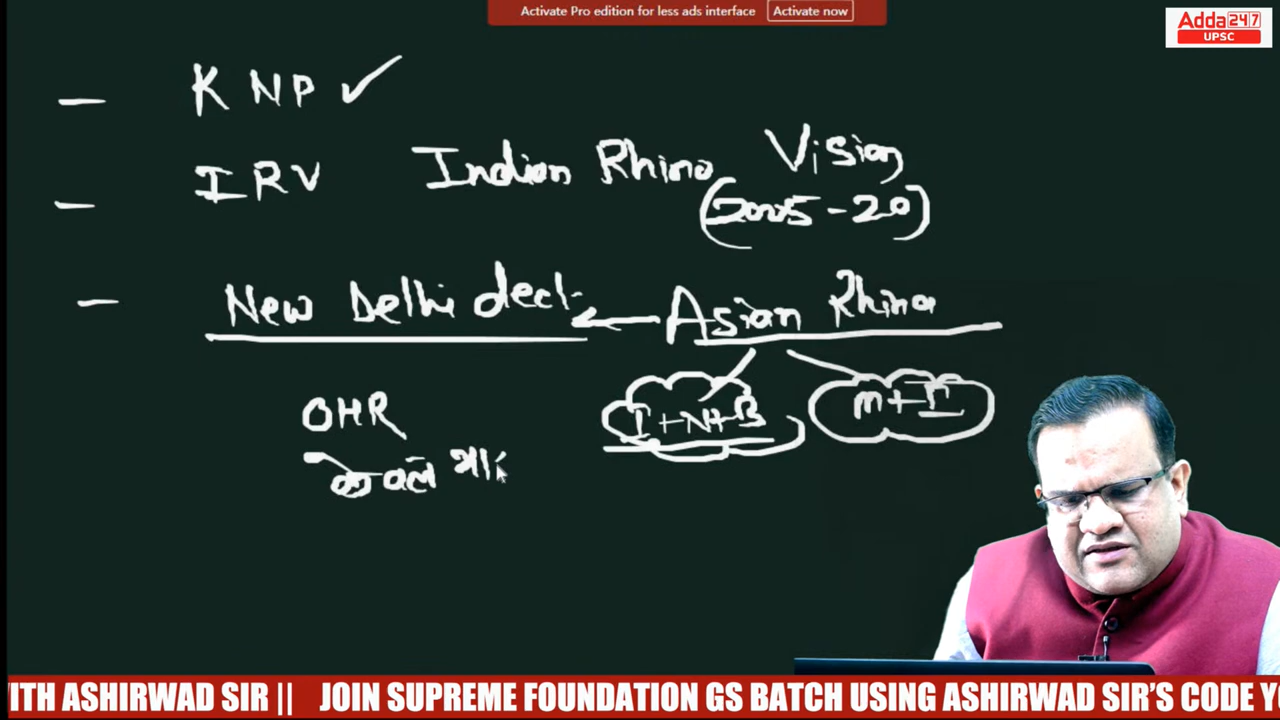 Activate Pro edition for less ads interface Activate now
Adda247
UPSC
– KNP ✓
– IRV Indian Rhino Vision
(2005-20)
– New Delhi decl. ← Asian Rhino
I+N+B M+I
OHR
WITH ASHIRWAD SIR || JOIN SUPREME FOUNDATION GS BATCH USING ASHIRWAD SIR'S CODE